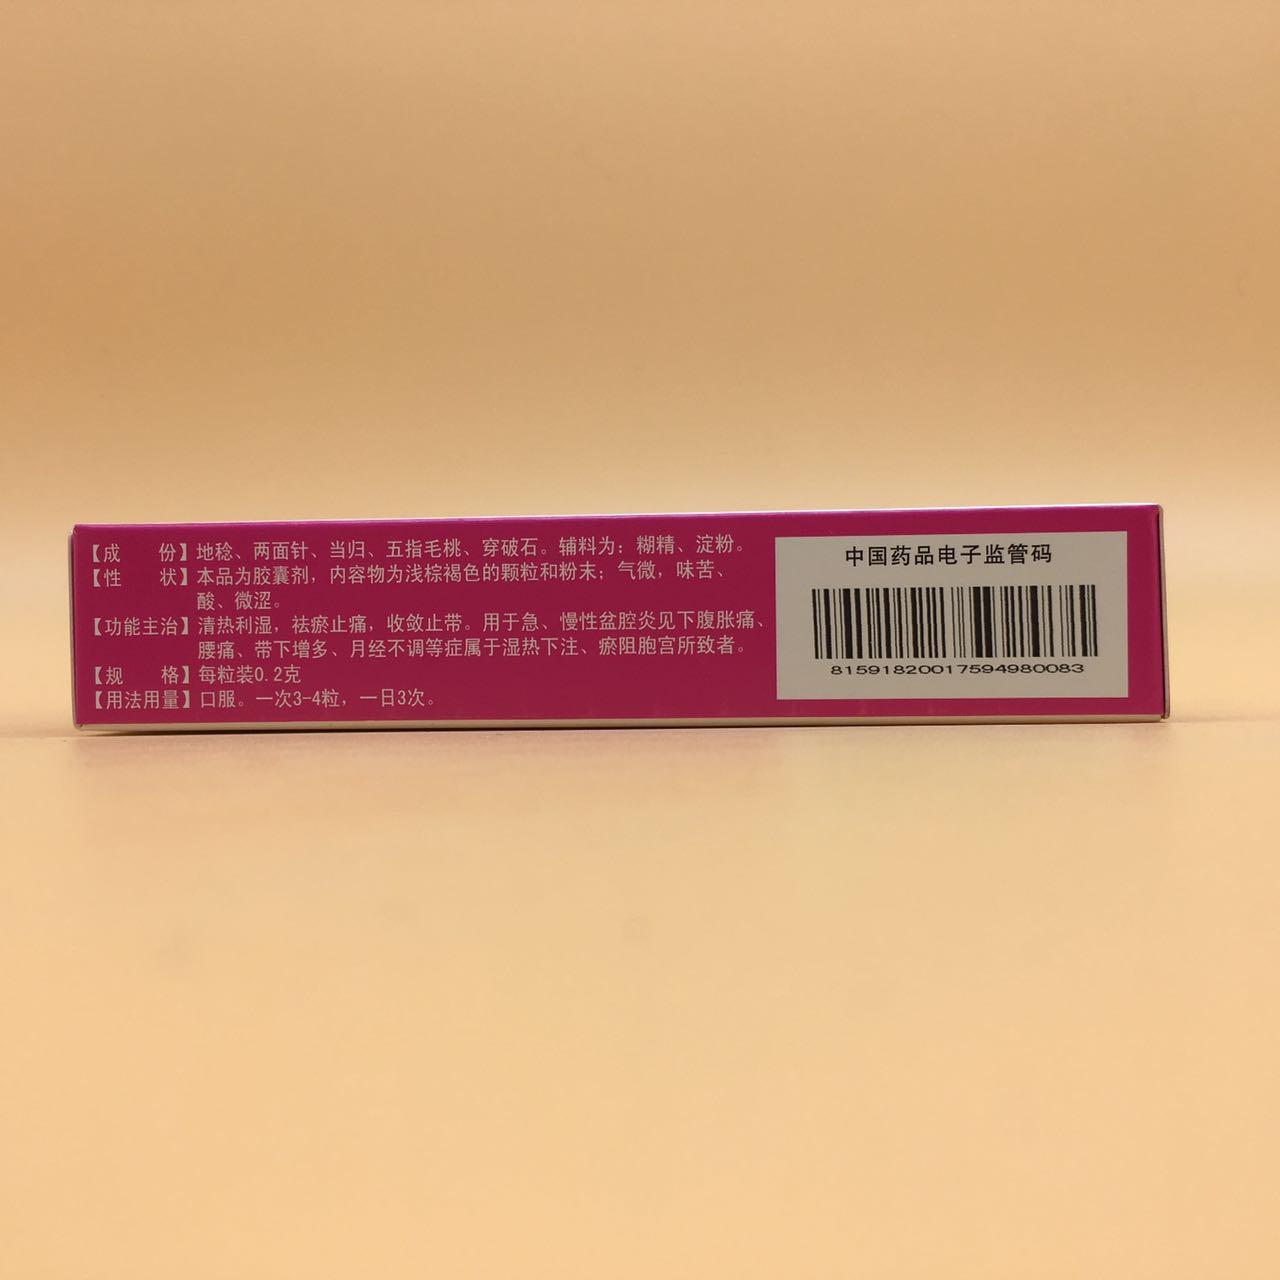 【成 份】地稔、两面针、当归、五指毛桃、穿破石。辅料为：糊精、淀粉。
【性 状】本品为胶囊剂，内容物为浅棕褐色的颗粒和粉末；气微，味苦、
酸、微涩。
【功能主治】清热利湿，祛瘀止痛，收敛止带。用于急、慢性盆腔炎见下腹胀痛、
腰痛、带下增多、月经不调等症属于湿热下注、瘀阻胞宫所致者。
【规 格】每粒装0.2克
【用法用量】口服。一次3-4粒，一日3次。
中国药品电子监管码
81591820017594980083